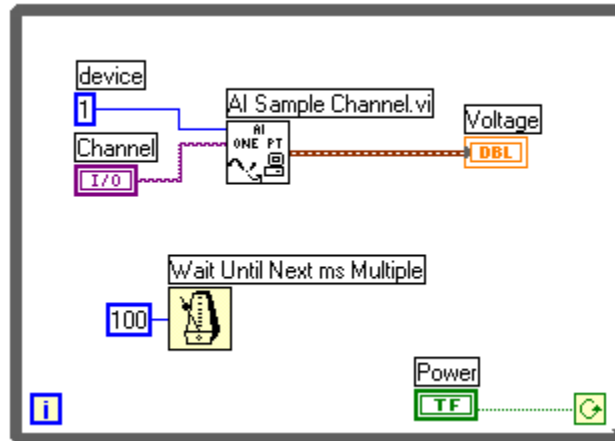 device
1
AI Sample Channel.vi
AI
ONE PT
Voltage
DBL
Channel
I/O
Wait Until Next ms Multiple
100
Power
TF
i